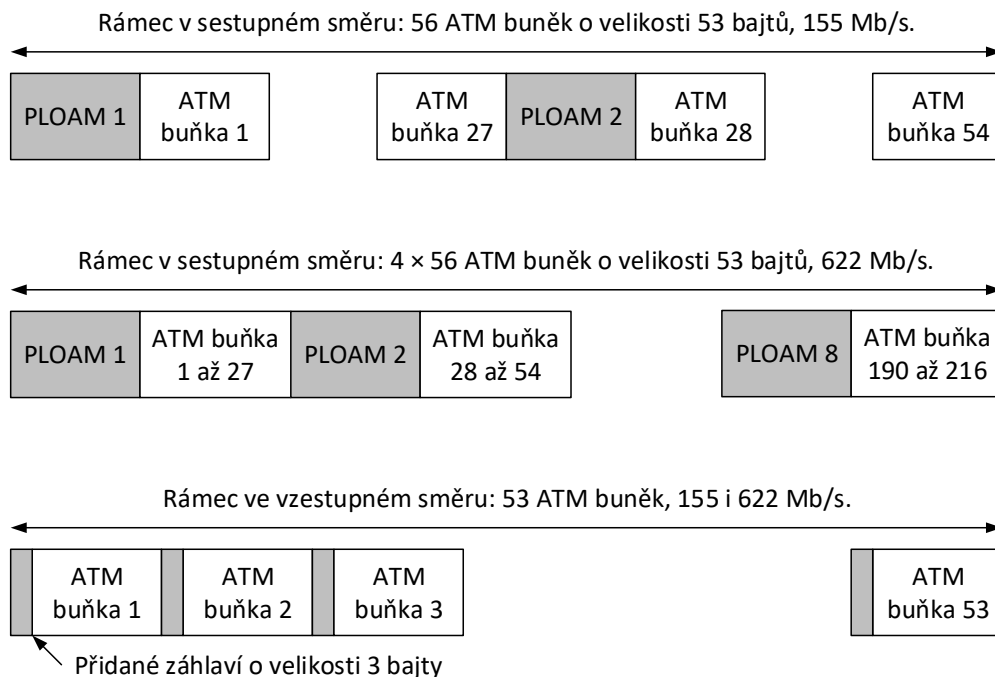 Rámec v sestupném směru: 56 ATM buněk o velikosti 53 bajtů, 155 Mb/s.
PLOAM 1
ATM
buňka 1
ATM
buňka 27
PLOAM 2
ATM
buňka 28
ATM
buňka 54
Rámec v sestupném směru: 4 × 56 ATM buněk o velikosti 53 bajtů, 622 Mb/s.
PLOAM 1
ATM buňka
1 až 27
PLOAM 2
ATM buňka
28 až 54
PLOAM 8
ATM buňka
190 až 216
Rámec ve vzestupném směru: 53 ATM buněk, 155 i 622 Mb/s.
ATM
buňka 1
ATM
buňka 2
ATM
buňka 3
ATM
buňka 53
Přidané záhlaví o velikosti 3 bajty